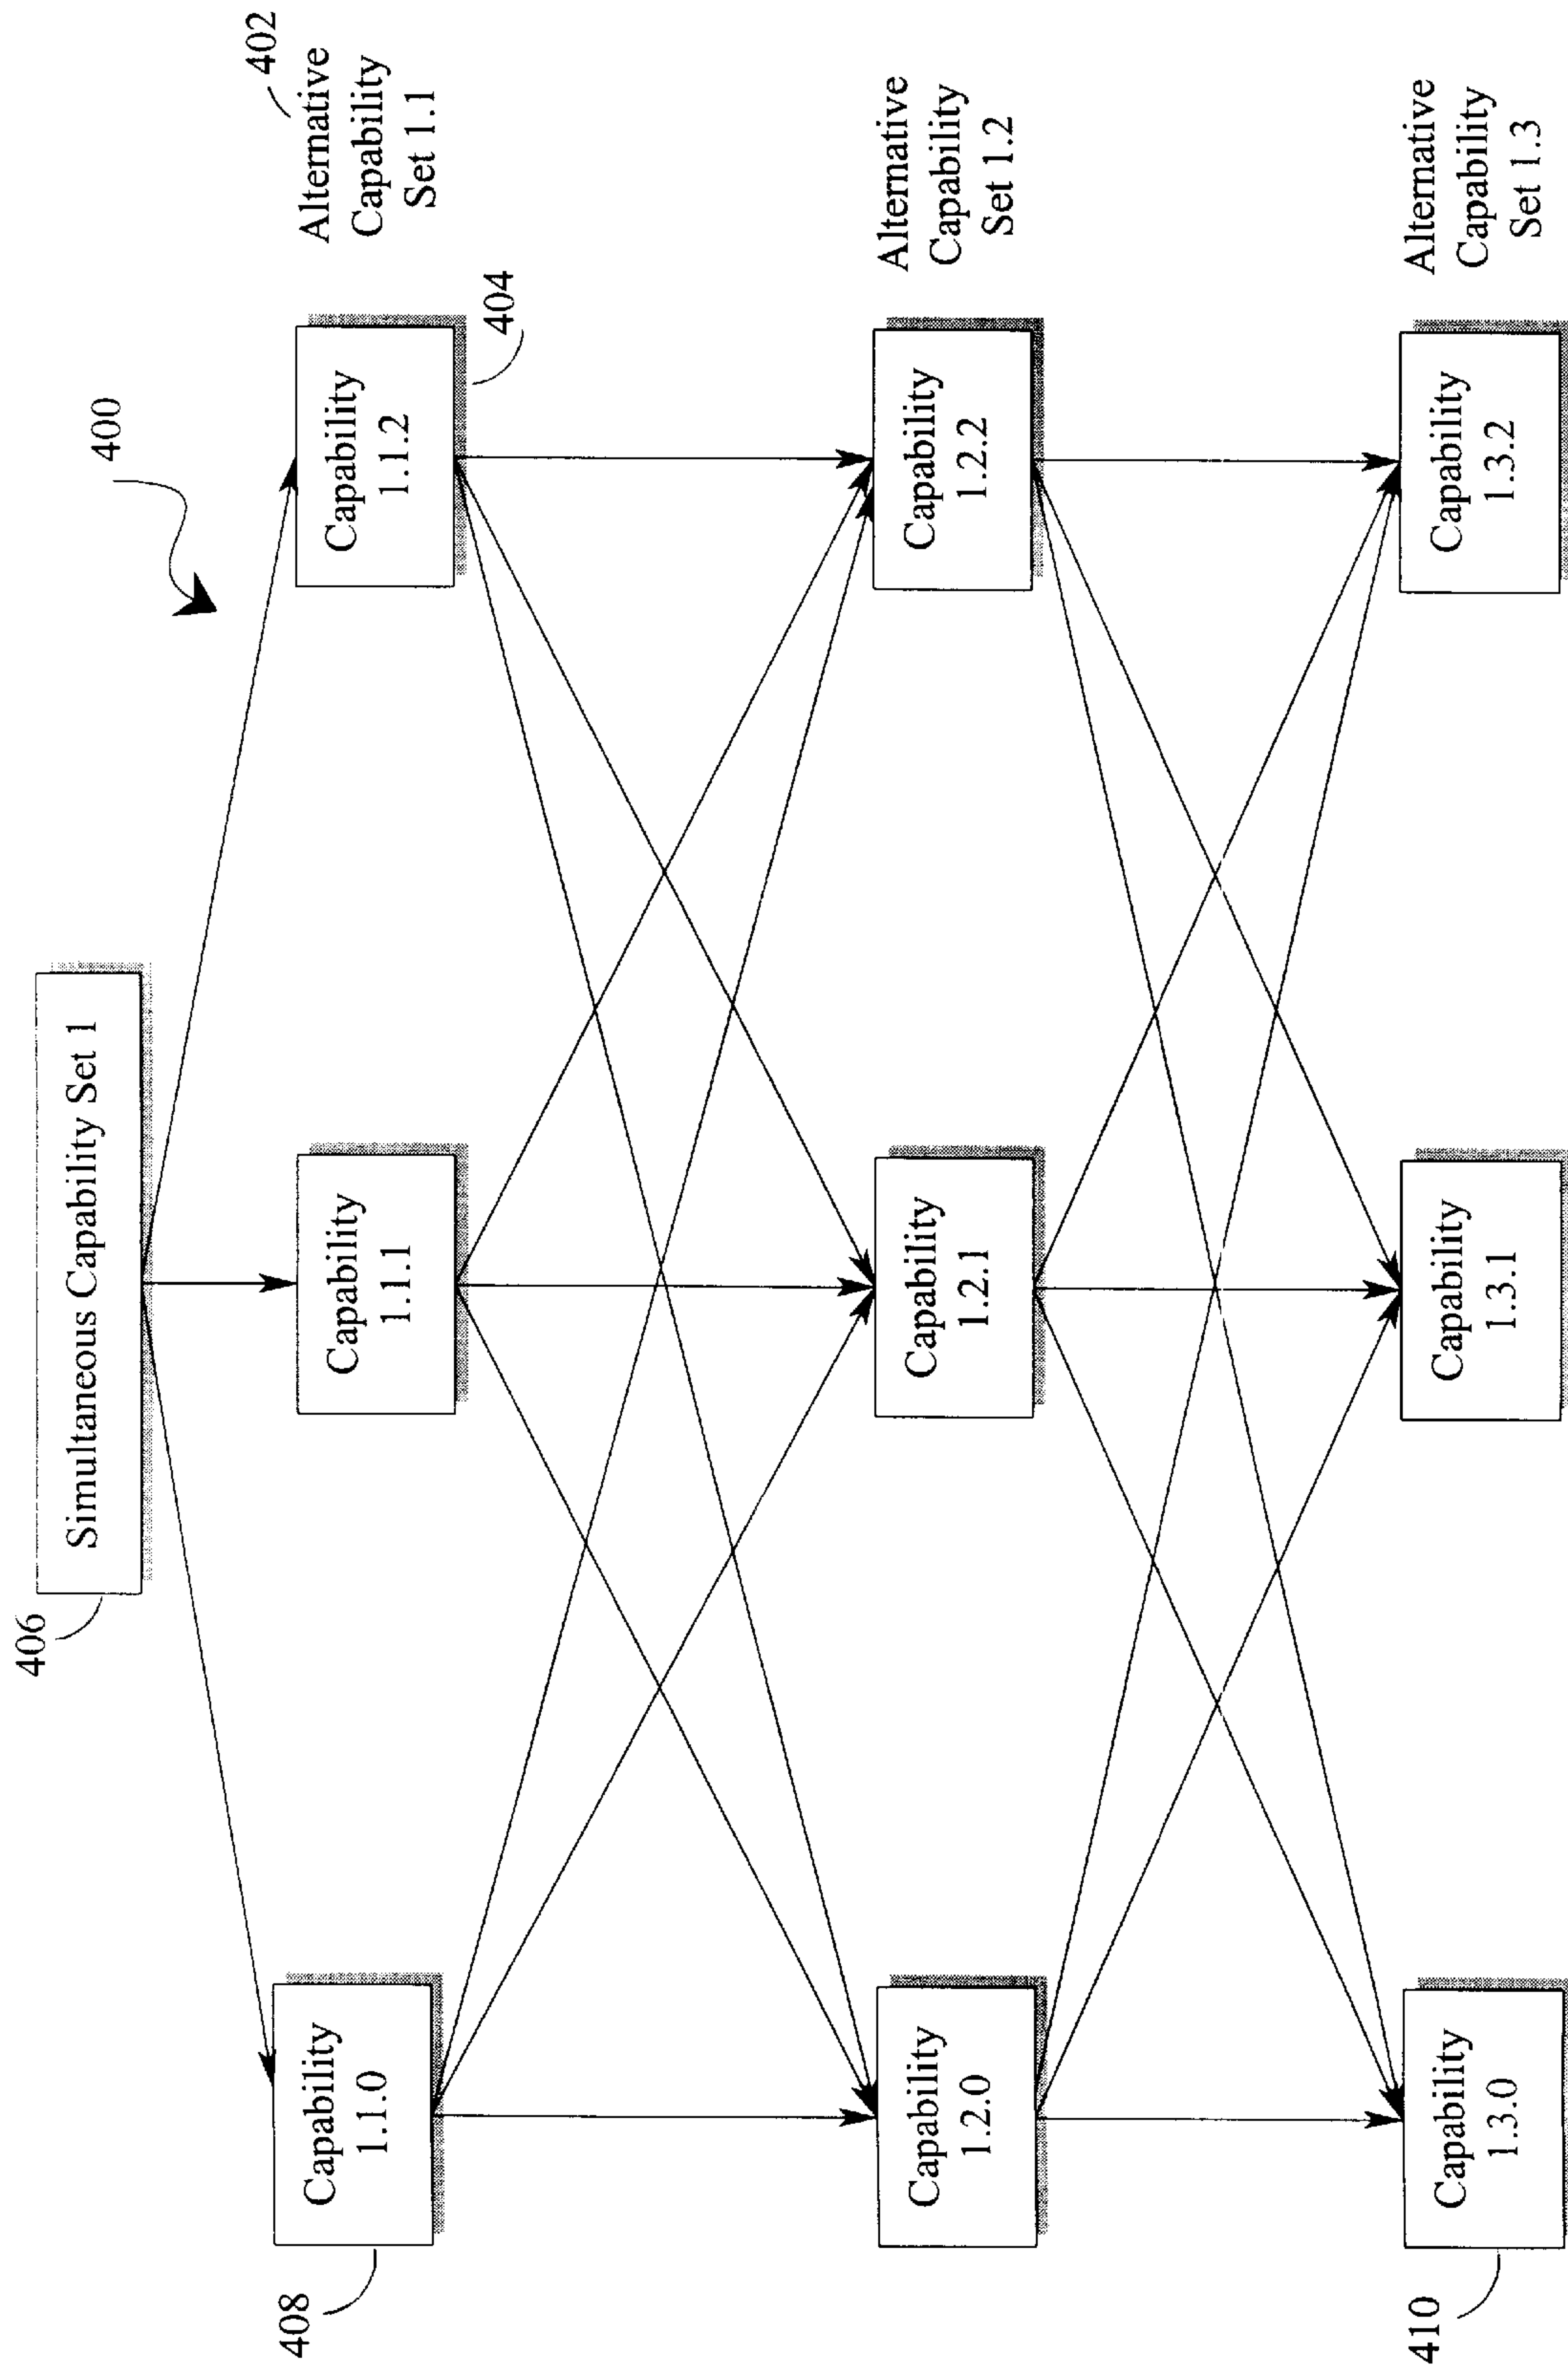 406
Simultaneous Capability Set 1
400
402
408
Capability
1.1.0
Capability
1.1.1
Capability
1.1.2
404
Alternative
Capability
Set 1.1
Capability
1.2.0
Capability
1.2.1
Capability
1.2.2
Alternative
Capability
Set 1.2
410
Capability
1.3.0
Capability
1.3.1
Capability
1.3.2
Alternative
Capability
Set 1.3